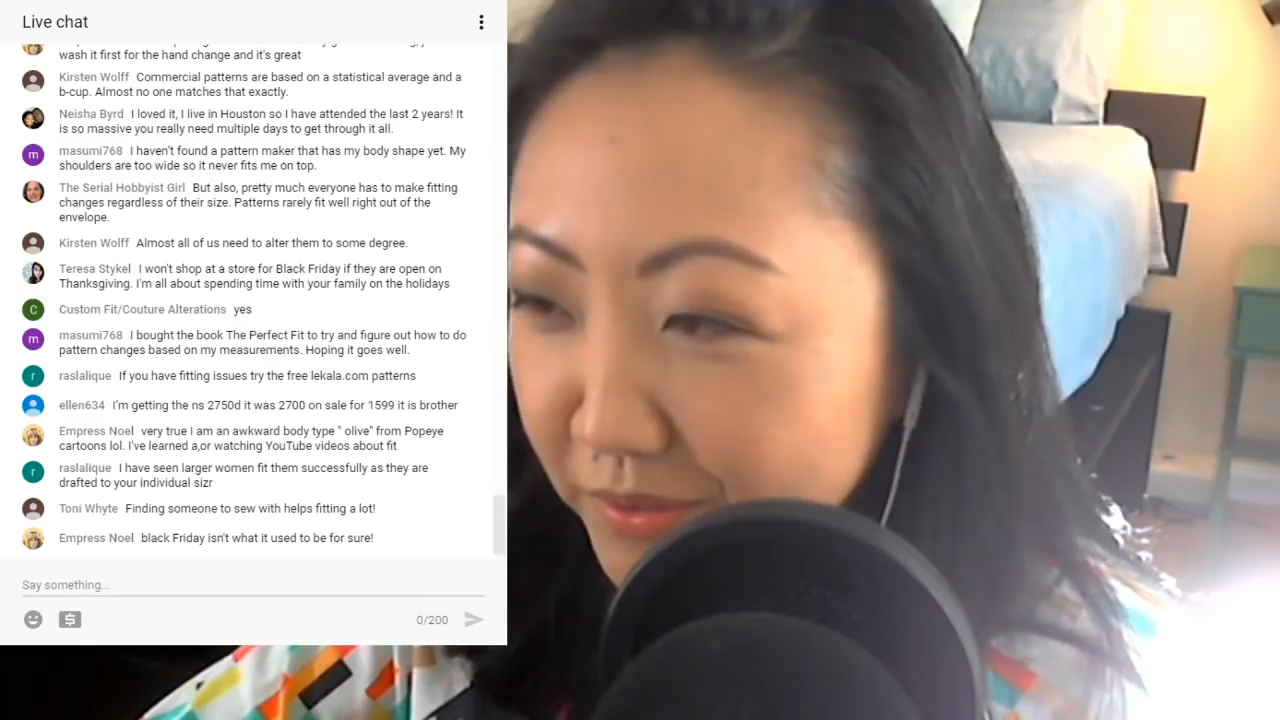 Live chat
wash it first for the hand change and it's great
Kirsten Wolff Commercial patterns are based on a statistical average and a
b-cup. Almost no one matches that exactly.
Neisha Byrd I loved it, I live in Houston so I have attended the last 2 years! It
is so massive you really need multiple days to get through it all.
m masumi768 I haven't found a pattern maker that has my body shape yet. My
shoulders are too wide so it never fits me on top.
The Serial Hobbyist Girl But also, pretty much everyone has to make fitting
changes regardless of their size. Patterns rarely fit well right out of the
envelope.
Kirsten Wolff Almost all of us need to alter them to some degree.
Teresa Stykel I won't shop at a store for Black Friday if they are open on
Thanksgiving. I'm all about spending time with your family on the holidays
C Custom Fit/Couture Alterations yes
m masumi768 I bought the book The Perfect Fit to try and figure out how to do
pattern changes based on my measurements. Hoping it goes well.
r raslalique If you have fitting issues try the free lekala.com patterns
ellen634 I'm getting the ns 2750d it was 2700 on sale for 1599 it is brother
Empress Noel very true I am an awkward body type " olive" from Popeye
cartoons lol. I've learned a,or watching YouTube videos about fit
r raslalique I have seen larger women fit them successfully as they are
drafted to your individual sizr
Toni Whyte Finding someone to sew with helps fitting a lot!
Empress Noel black Friday isn't what it used to be for sure!
Say something...
$ 0/200